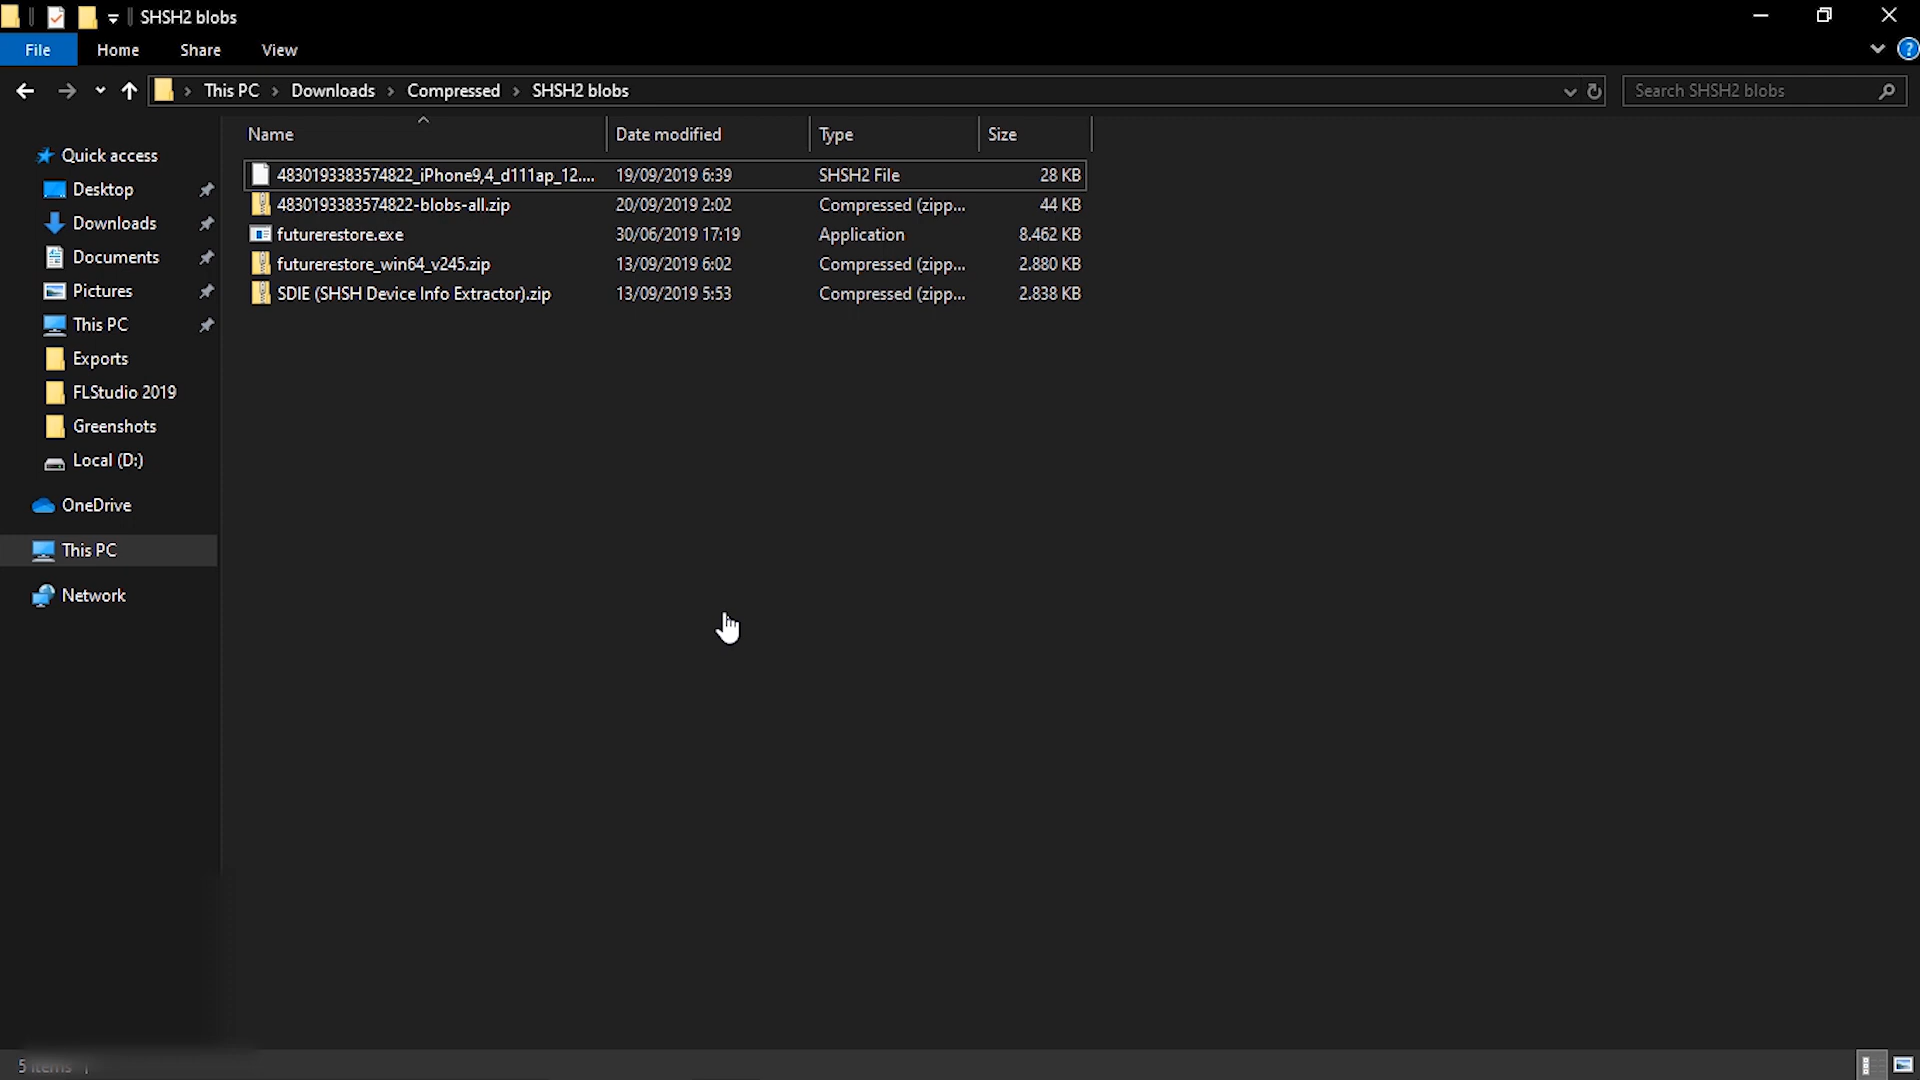 SHSH2 blobs
File Home Share View
This PC Downloads Compressed SHSH2 blobs
Search SHSH2 blobs
Name Date modified Type Size
4830193383574822_iPhone9,4_d111ap_12.... 19/09/2019 6:39 SHSH2 File 28 KB
4830193383574822-blobs-all.zip 20/09/2019 2:02 Compressed (zipp... 44 KB
futurerestore.exe 30/06/2019 17:19 Application 8.462 KB
futurerestore_win64_v245.zip 13/09/2019 6:02 Compressed (zipp... 2.880 KB
SDIE (SHSH Device Info Extractor).zip 13/09/2019 5:53 Compressed (zipp... 2.838 KB
Quick access
Desktop
Downloads
Documents
Pictures
This PC
Exports
FLStudio 2019
Greenshots
Local (D:)
OneDrive
This PC
Network
5 items